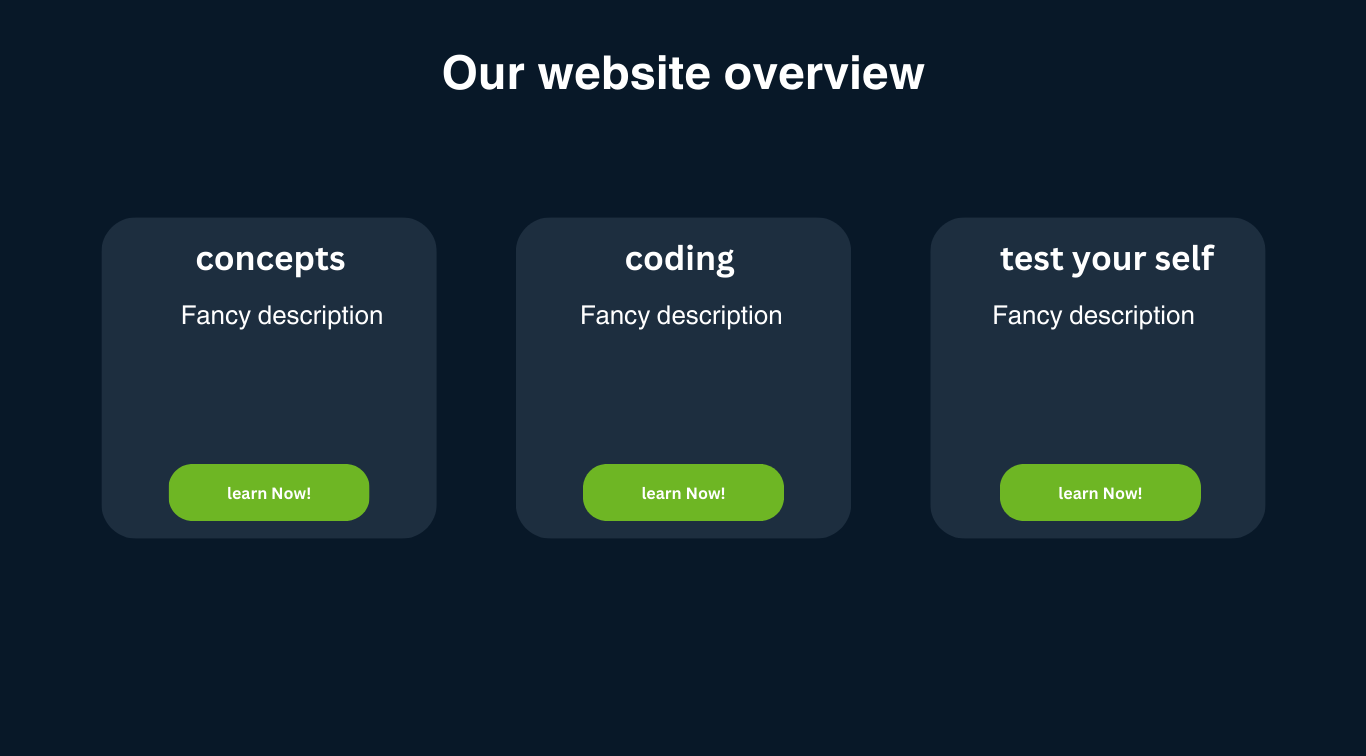 Our website overview
concepts
Fancy description
learn Now!
coding
Fancy description
learn Now!
test your self
Fancy description
learn Now!